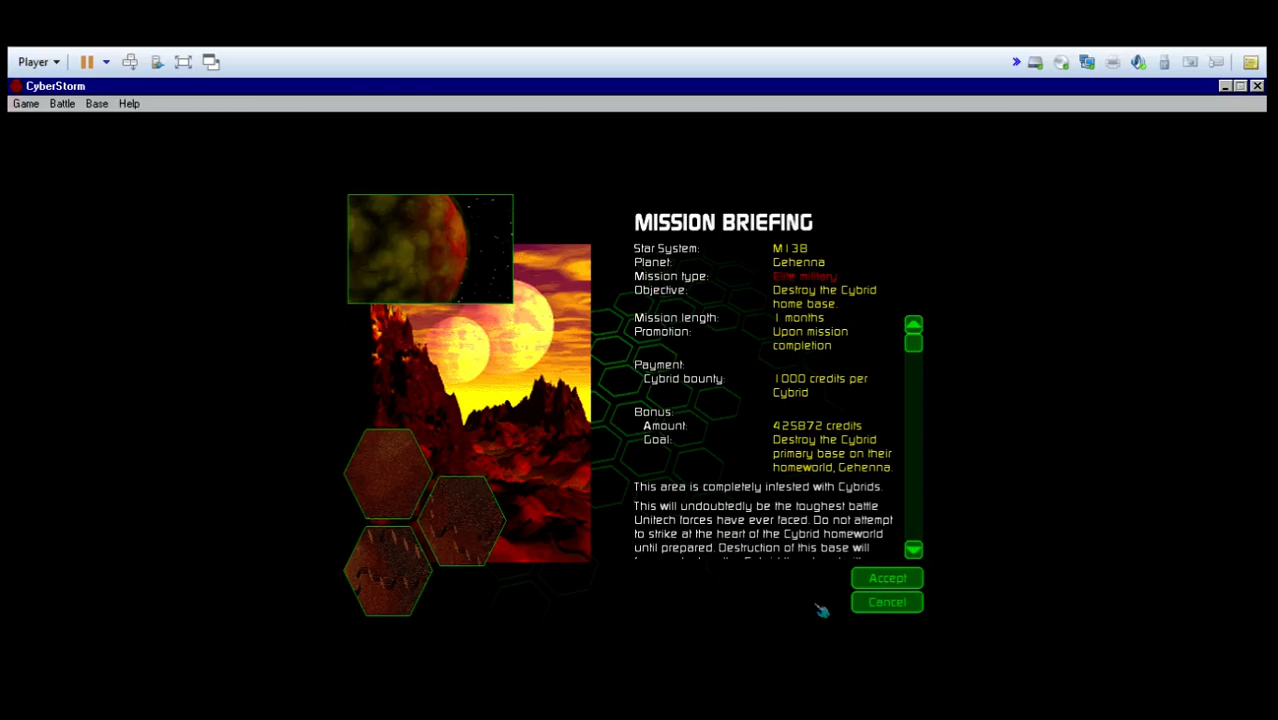 Player
CyberStorm
Game Battle Base Help
MISSION BRIEFING
Star System: M13B
Planet: Gehenna
Mission type: Elite military
Objective: Destroy the Cybrid
home base.
Mission length: 1 months
Promotion: Upon mission
completion
Payment:
Cybrid bounty: 1000 credits per
Cybrid
Bonus:
Amount: 425872 credits
Goal: Destroy the Cybrid
primary base on their
homeworld, Gehenna.
This area is completely infested with Cybrids.
This will undoubtedly be the toughest battle
Unitech forces have ever faced. Do not attempt
to strike at the heart of the Cybrid homeworld
until prepared. Destruction of this base will
Accept
Cancel